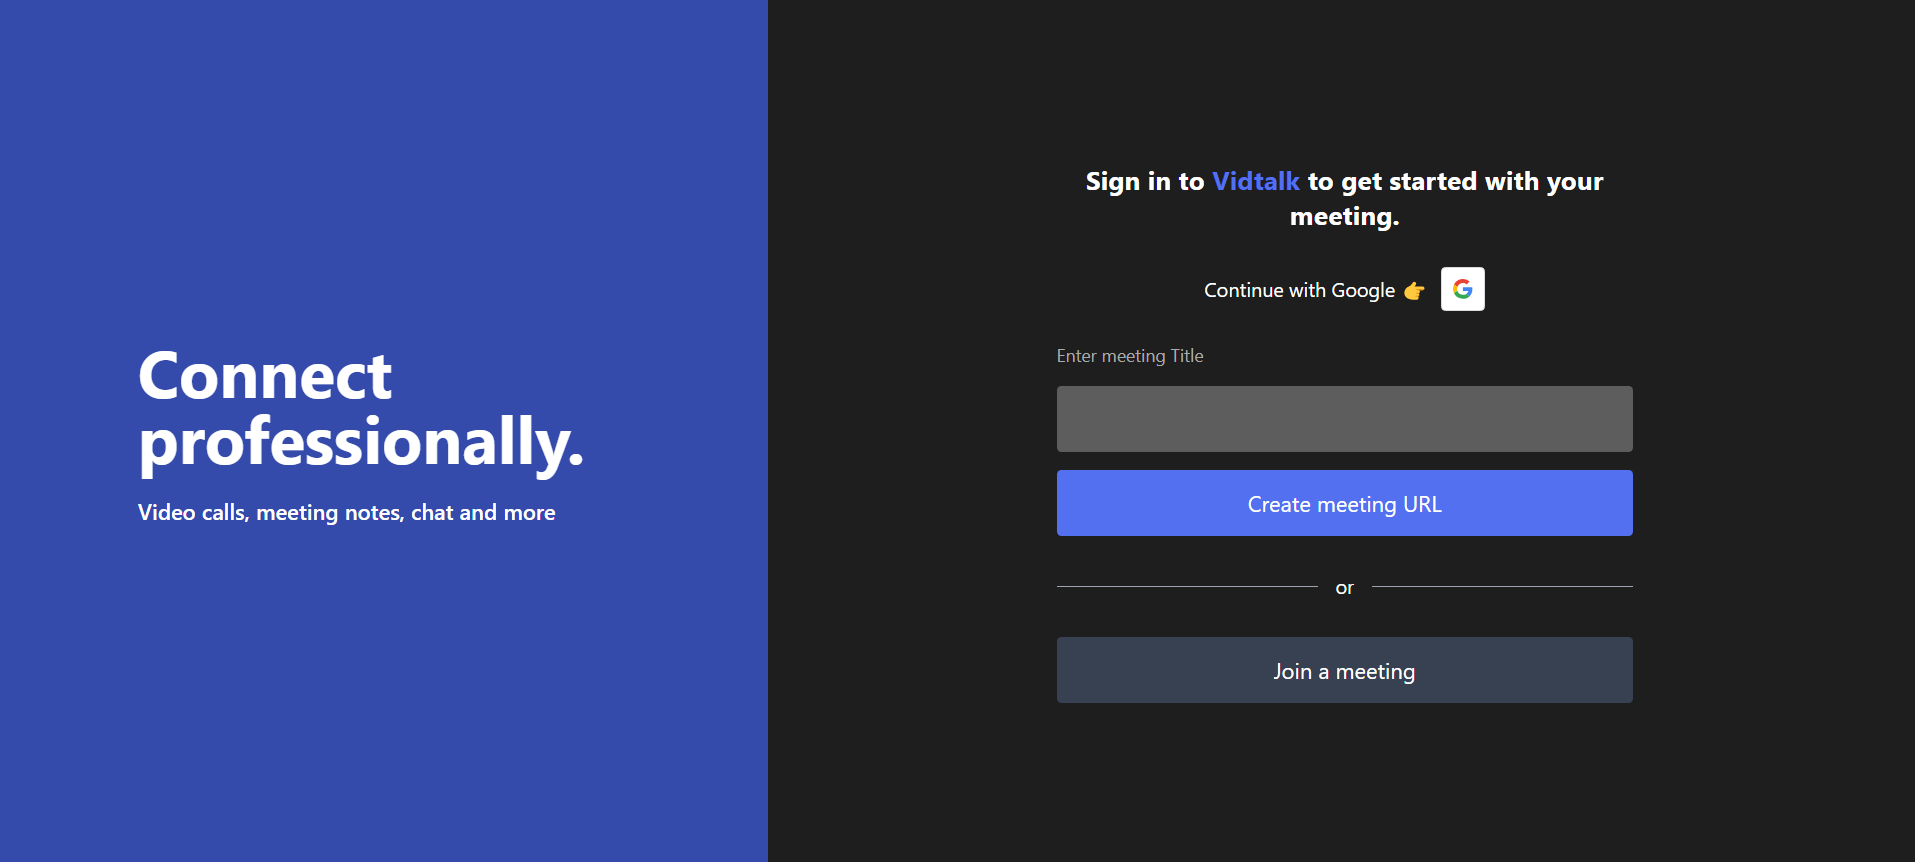 Connect
professionally.
Video calls, meeting notes, chat and more
Sign in to Vidtalk to get started with your
meeting.
Continue with Google 👉
Enter meeting Title
Create meeting URL
or
Join a meeting